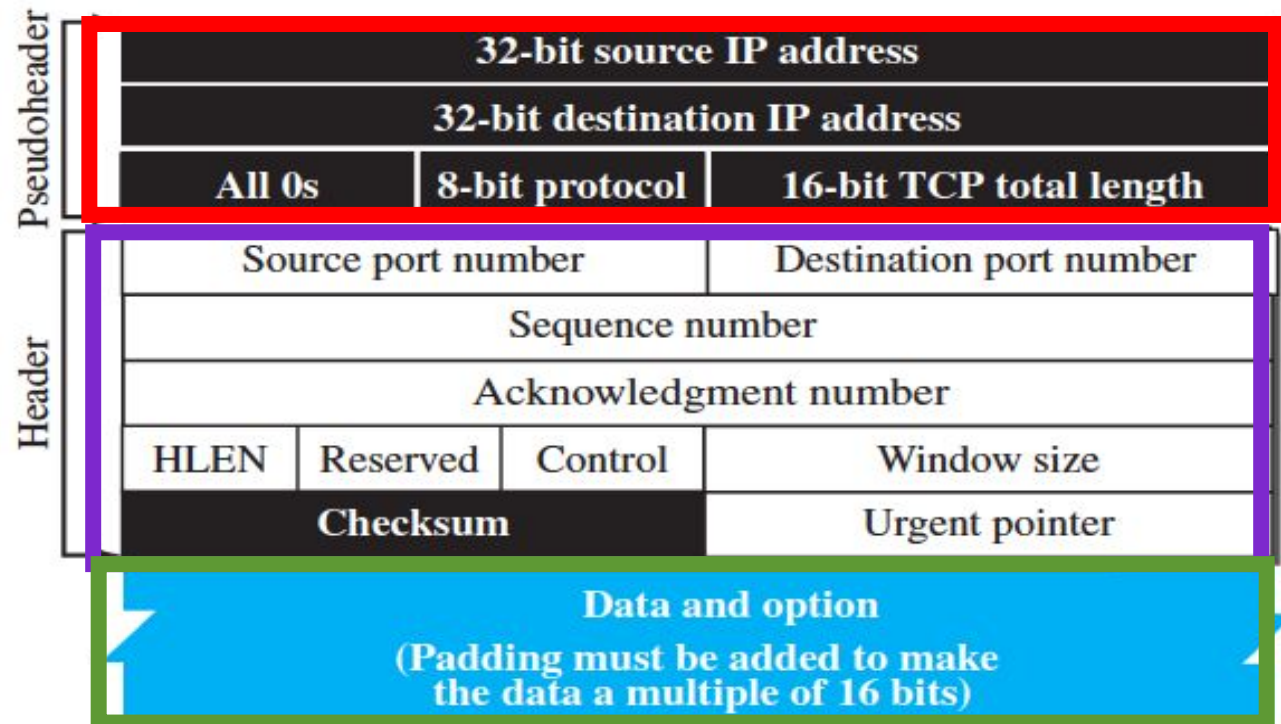 Pseudoheader
32-bit source IP address
32-bit destination IP address
All 0s 8-bit protocol 16-bit TCP total length
Header
Source port number Destination port number
Sequence number
Acknowledgment number
HLEN Reserved Control Window size
Checksum Urgent pointer
Data and option
(Padding must be added to make
the data a multiple of 16 bits)